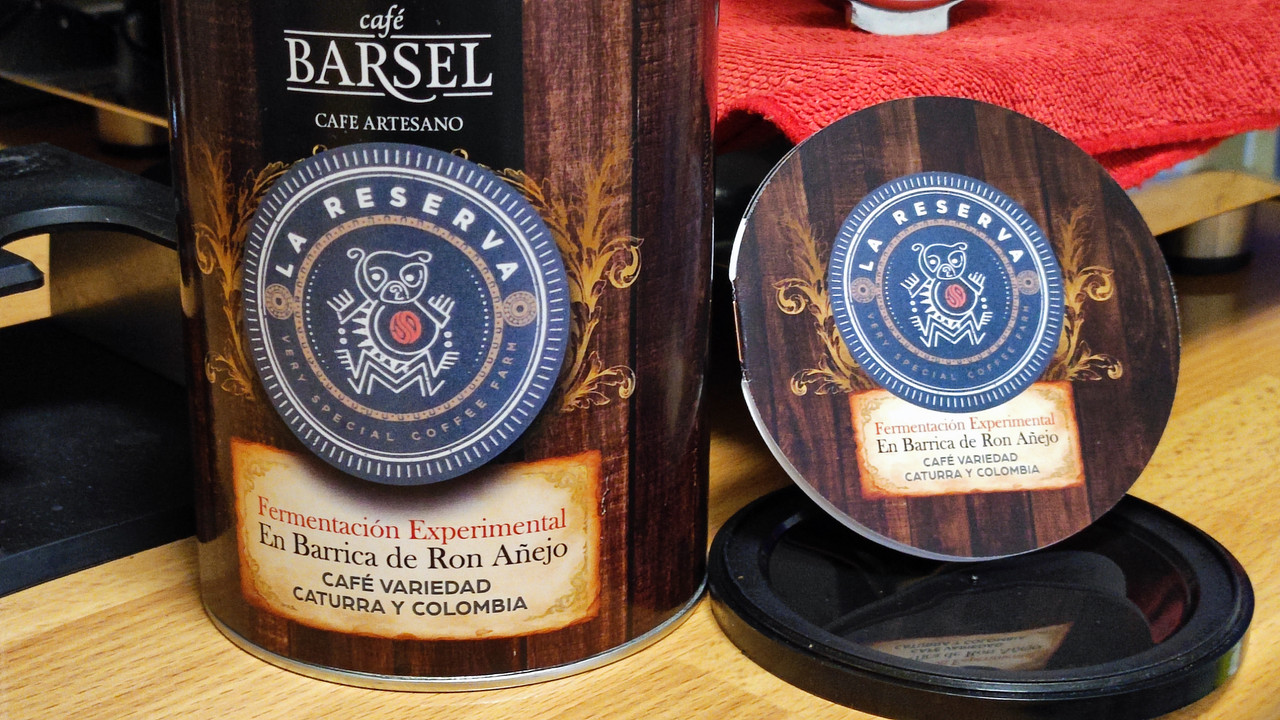 café
BARSEL
CAFE ARTESANO
LA RESERVA
VERY SPECIAL COFFEE FARM
Fermentación Experimental
En Barrica de Ron Añejo
CAFÉ VARIEDAD
CATURRA Y COLOMBIA
LA RESERVA
VERY SPECIAL COFFEE FARM
Fermentación Experimental
En Barrica de Ron Añejo
CAFÉ VARIEDAD
CATURRA Y COLOMBIA